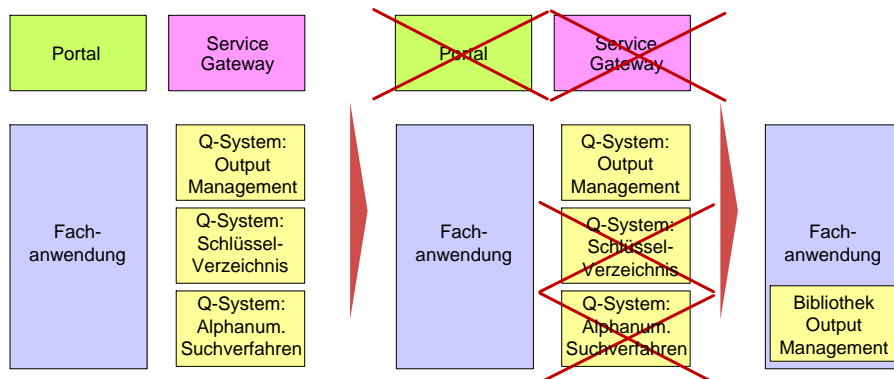 Portal
Service
Gateway
Fach-
anwendung
Q-System:
Output
Management
Q-System:
Schlüssel-
Verzeichnis
Q-System:
Alphanum.
Suchverfahren
Portal
Service
Gateway
Fach-
anwendung
Q-System:
Output
Management
Q-System:
Schlüssel-
Verzeichnis
Q-System:
Alphanum.
Suchverfahren
Fach-
anwendung
Bibliothek
Output
Management